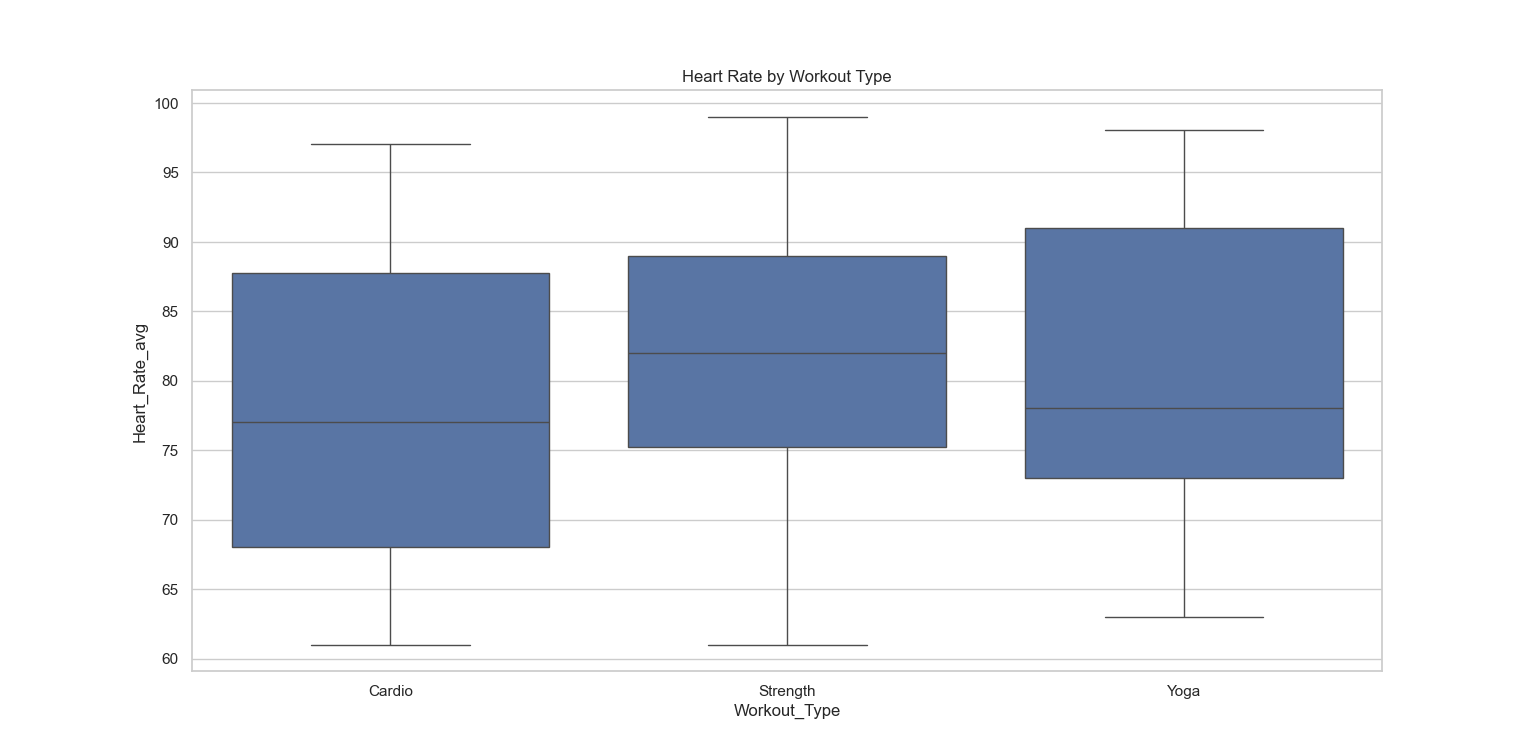 Heart Rate by Workout Type
100
95
90
85
80
75
70
65
60
Heart_Rate_avg
Cardio
Strength
Yoga
Workout_Type